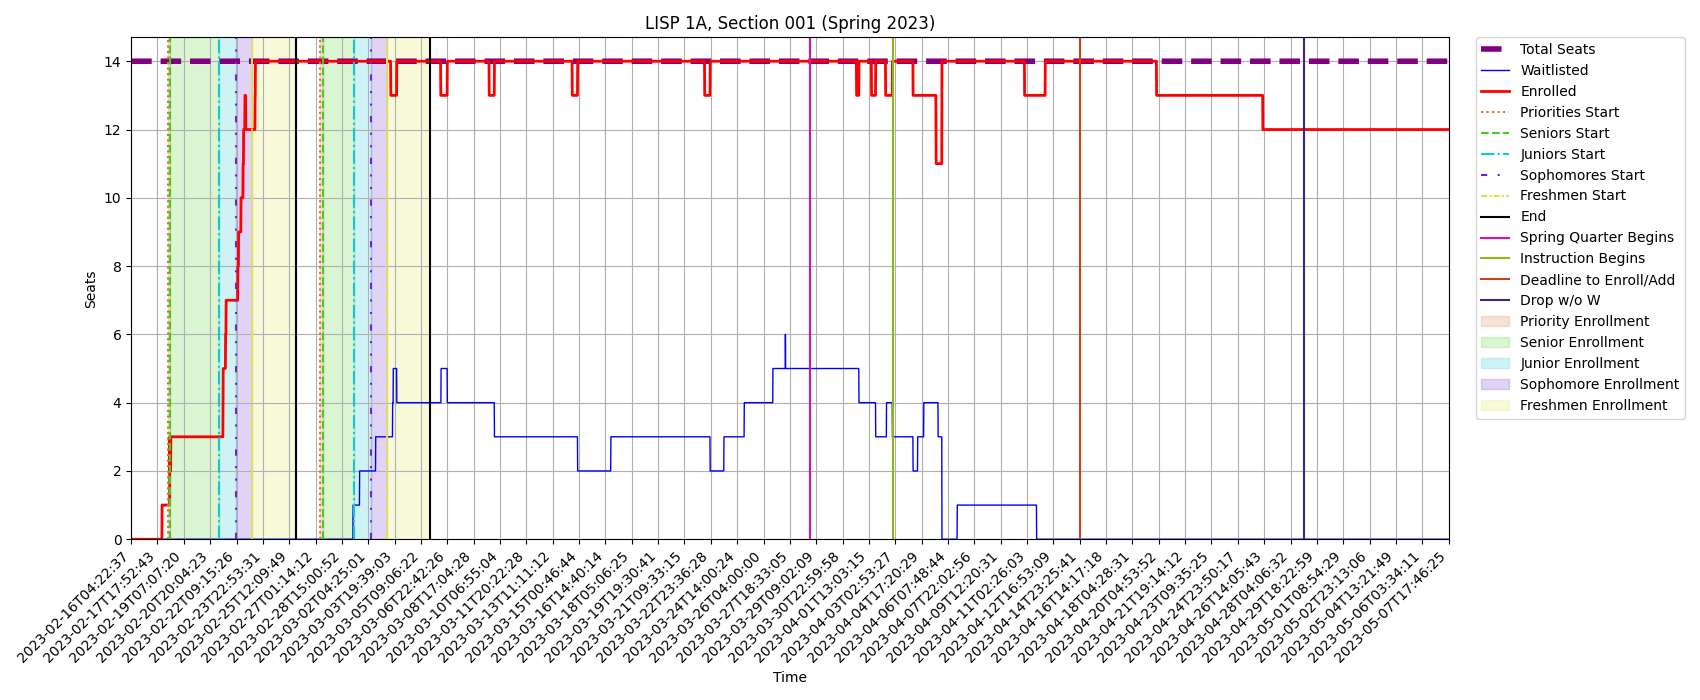 LISP 1A, Section 001 (Spring 2023)
Seats
14
12
10
8
6
4
2
0
2023-02-16T04:22:37
2023-02-17T17:52:43
2023-02-19T07:07:20
2023-02-20T20:04:23
2023-02-22T09:15:26
2023-02-23T22:53:31
2023-02-25T12:09:49
2023-02-27T01:14:12
2023-02-28T15:00:52
2023-03-02T04:25:01
2023-03-03T19:39:03
2023-03-05T09:06:22
2023-03-06T22:42:26
2023-03-08T17:04:28
2023-03-10T06:55:04
2023-03-11T20:22:28
2023-03-13T11:11:12
2023-03-15T00:46:44
2023-03-16T14:40:14
2023-03-18T05:06:25
2023-03-19T19:30:41
2023-03-21T09:33:15
2023-03-22T23:36:28
2023-03-24T14:00:24
2023-03-26T04:00:00
2023-03-27T18:33:05
2023-03-29T09:02:09
2023-03-30T22:59:58
2023-04-01T13:03:15
2023-04-03T02:53:27
2023-04-04T17:20:29
2023-04-06T07:48:44
2023-04-07T22:02:56
2023-04-09T12:20:31
2023-04-11T02:26:03
2023-04-12T16:53:09
2023-04-14T23:25:41
2023-04-16T14:17:18
2023-04-18T04:28:31
2023-04-20T04:53:52
2023-04-21T19:14:12
2023-04-23T09:35:25
2023-04-24T23:50:17
2023-04-26T14:05:43
2023-04-28T04:06:32
2023-04-29T18:22:59
2023-05-01T08:54:29
2023-05-02T23:13:06
2023-05-04T13:21:49
2023-05-06T03:34:11
2023-05-07T17:46:25
Time
Total Seats
Waitlisted
Enrolled
Priorities Start
Seniors Start
Juniors Start
Sophomores Start
Freshmen Start
End
Spring Quarter Begins
Instruction Begins
Deadline to Enroll/Add
Drop w/o W
Priority Enrollment
Senior Enrollment
Junior Enrollment
Sophomore Enrollment
Freshmen Enrollment